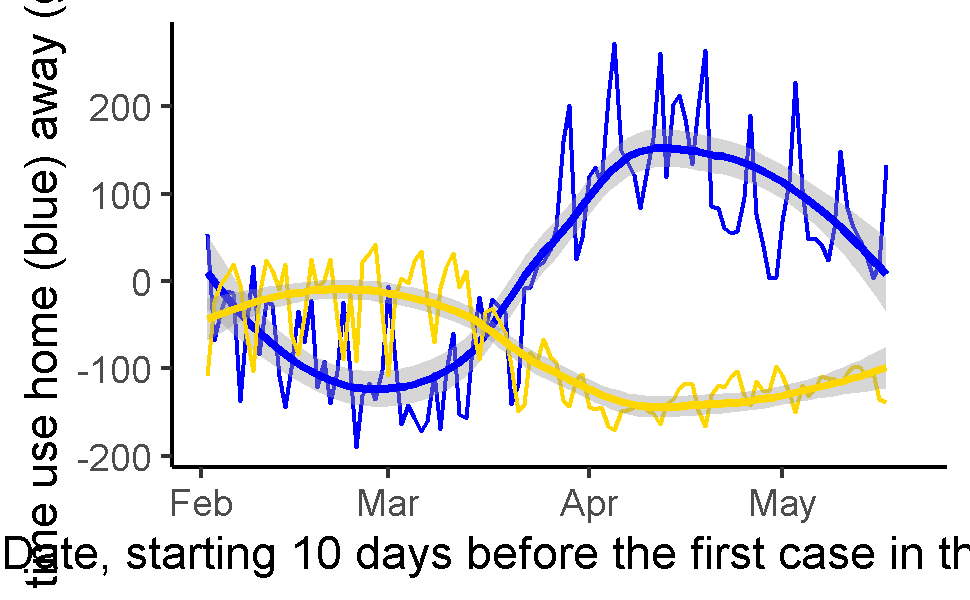 time use home (blue) away (
200
100
0
-100
-200
Feb Mar Apr May
Date, starting 10 days before the first case in th